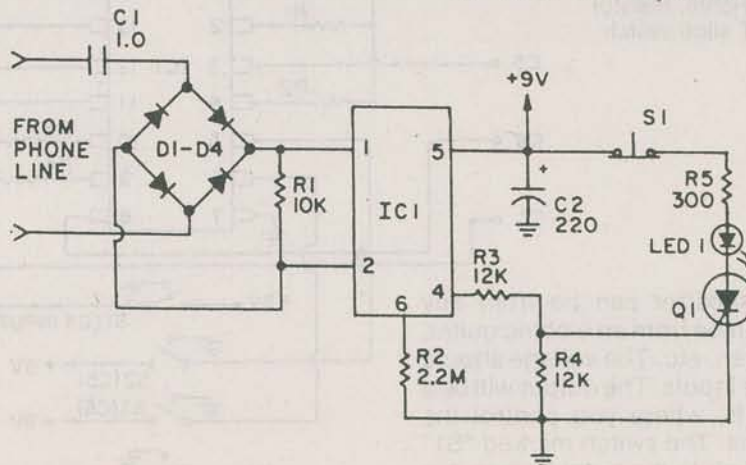 C1
1.0
FROM
PHONE
LINE
D1-D4
R1
10K
1
2
IC1
5
4
6
R2
2.2M
R3
12K
R4
12K
+9V
+
C2
220
S1
R5
300
LED 1
Q1